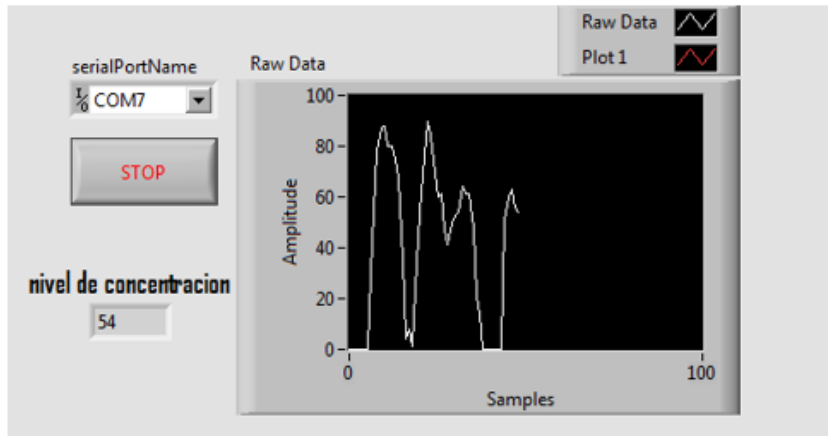 Raw Data
Plot 1
serialPortName
COM7
STOP
nivel de concentracion
54
Raw Data
100
80
60
40
20
0
Amplitude
0
100
Samples